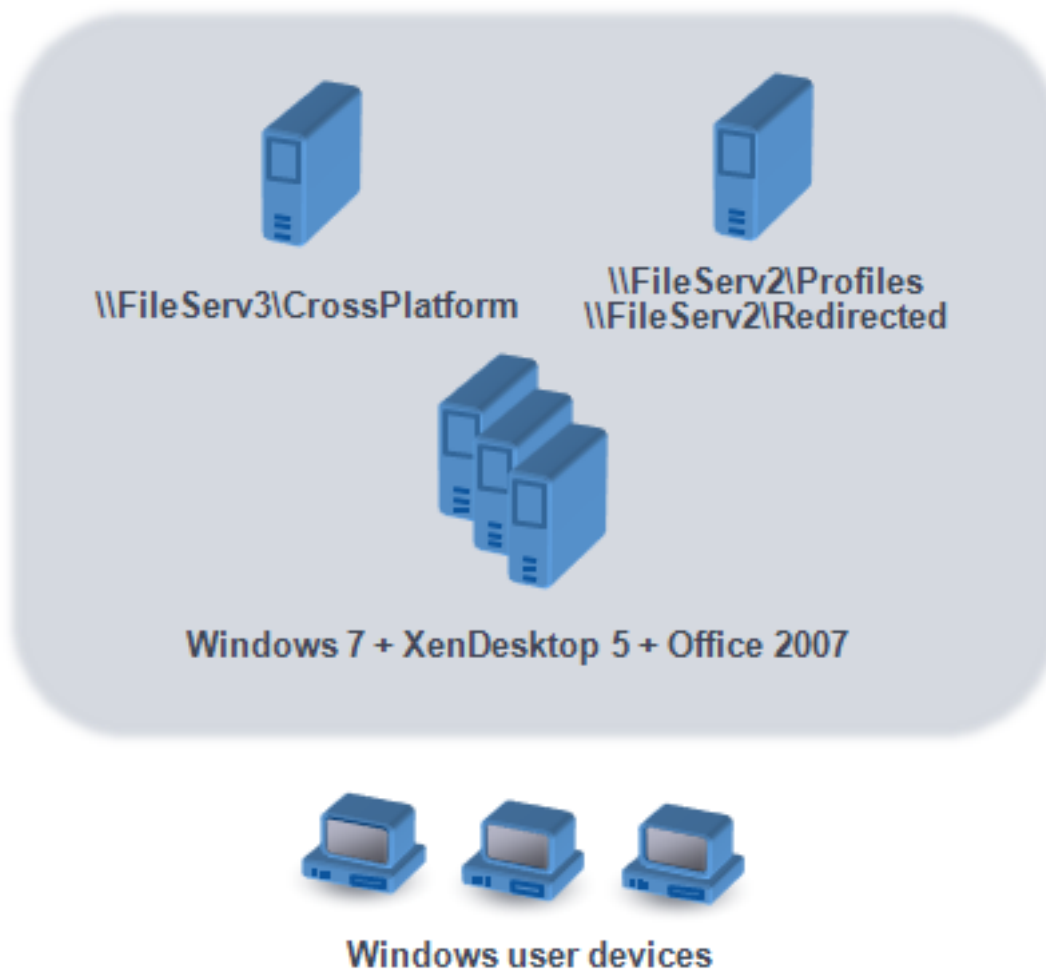 \\FileServ3\CrossPlatform
\\FileServ2\Profiles
\\FileServ2\Redirected
Windows 7 + XenDesktop 5 + Office 2007
Windows user devices